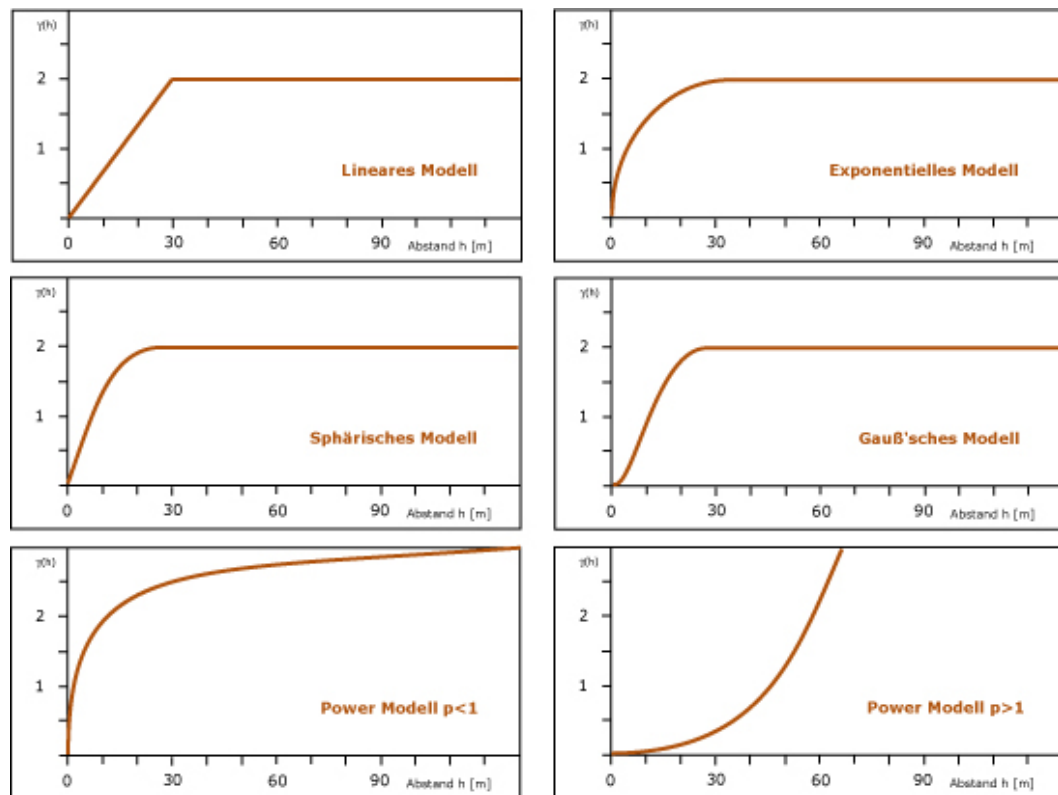 γ(h)
2
1
Lineares Modell
0 30 60 90 Abstand h [m]
γ(h)
2
1
Exponentielles Modell
0 30 60 90 Abstand h [m]
γ(h)
2
1
Sphärisches Modell
0 30 60 90 Abstand h [m]
γ(h)
2
1
Gauß'sches Modell
0 30 60 90 Abstand h [m]
γ(h)
2
1
Power Modell p<1
0 30 60 90 Abstand h [m]
γ(h)
2
1
Power Modell p>1
0 30 60 90 Abstand h [m]